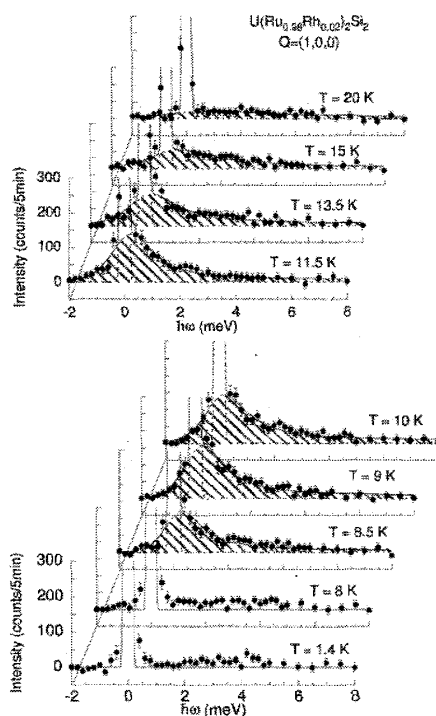 U(Ru0.98Rh0.02)2Si2
Q=(1,0,0)
T = 20 K
T = 15 K
T = 13.5 K
T = 11.5 K
Intensity (counts/5min)
300
200
100
0
-2 0 2 4 6 8
ħω (meV)
T = 10 K
T = 9 K
T = 8.5 K
T = 8 K
T = 1.4 K
Intensity (counts/5min)
300
200
100
0
-2 0 2 4 6 8
ħω (meV)